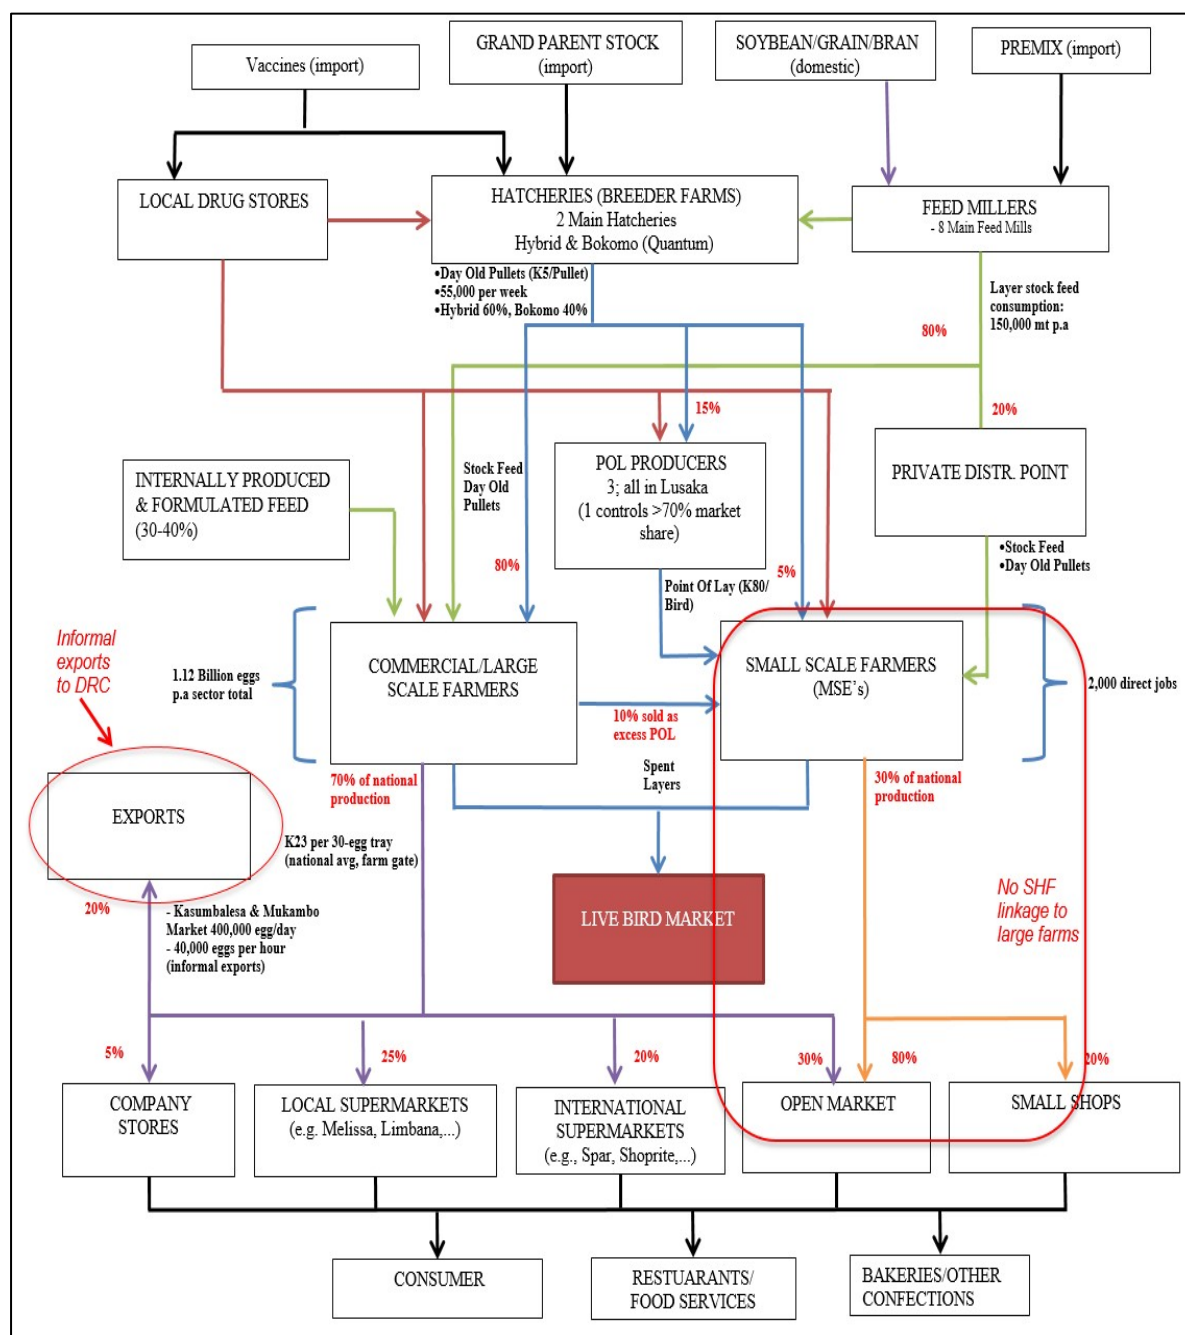 Vaccines (import)
GRAND PARENT STOCK
(import)
SOYBEAN/GRAIN/BRAN
(domestic)
PREMIX (import)
LOCAL DRUG STORES
HATCHERIES (BREEDER FARMS)
2 Main Hatcheries
Hybrid & Bokomo (Quantum)
FEED MILLERS
- 8 Main Feed Mills
•Day Old Pullets (K5/Pullet)
•55,000 per week
•Hybrid 60%, Bokomo 40%
Layer stock feed
consumption:
150,000 mt p.a
80%
15%
20%
INTERNALLY PRODUCED
& FORMULATED FEED
(30-40%)
Stock Feed
Day Old
Pullets
POL PRODUCERS
3; all in Lusaka
(1 controls >70% market
share)
PRIVATE DISTR. POINT
•Stock Feed
•Day Old Pullets
80%
5%
Point Of Lay (K80/
Bird)
Informal
exports
to DRC
1.12 Billion eggs
p.a sector total
COMMERCIAL/LARGE
SCALE FARMERS
SMALL SCALE FARMERS
(MSE's)
2,000 direct jobs
10% sold as
excess POL
Spent
Layers
70% of national
production
30% of national
production
EXPORTS
K23 per 30-egg tray
(national avg, farm gate)
20%
- Kasumbalesa & Mukambo
Market 400,000 egg/day
- 40,000 eggs per hour
(informal exports)
LIVE BIRD MARKET
No SHF
linkage to
large farms
5%
25%
20%
30%
80%
20%
COMPANY
STORES
LOCAL SUPERMARKETS
(e.g. Melissa, Limbana,...)
INTERNATIONAL
SUPERMARKETS
(e.g., Spar, Shoprite,...)
OPEN MARKET
SMALL SHOPS
CONSUMER
RESTUARANTS/
FOOD SERVICES
BAKERIES/OTHER
CONFECTIONS